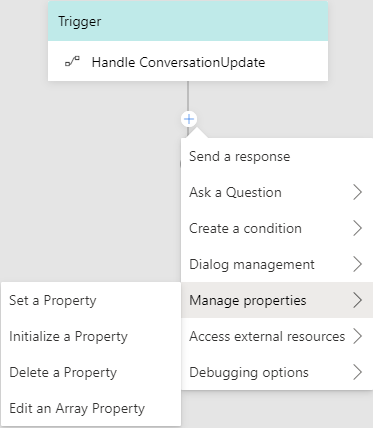 Trigger
Handle ConversationUpdate
Send a response
Ask a Question
Create a condition
Dialog management
Manage properties
Access external resources
Debugging options
Set a Property
Initialize a Property
Delete a Property
Edit an Array Property